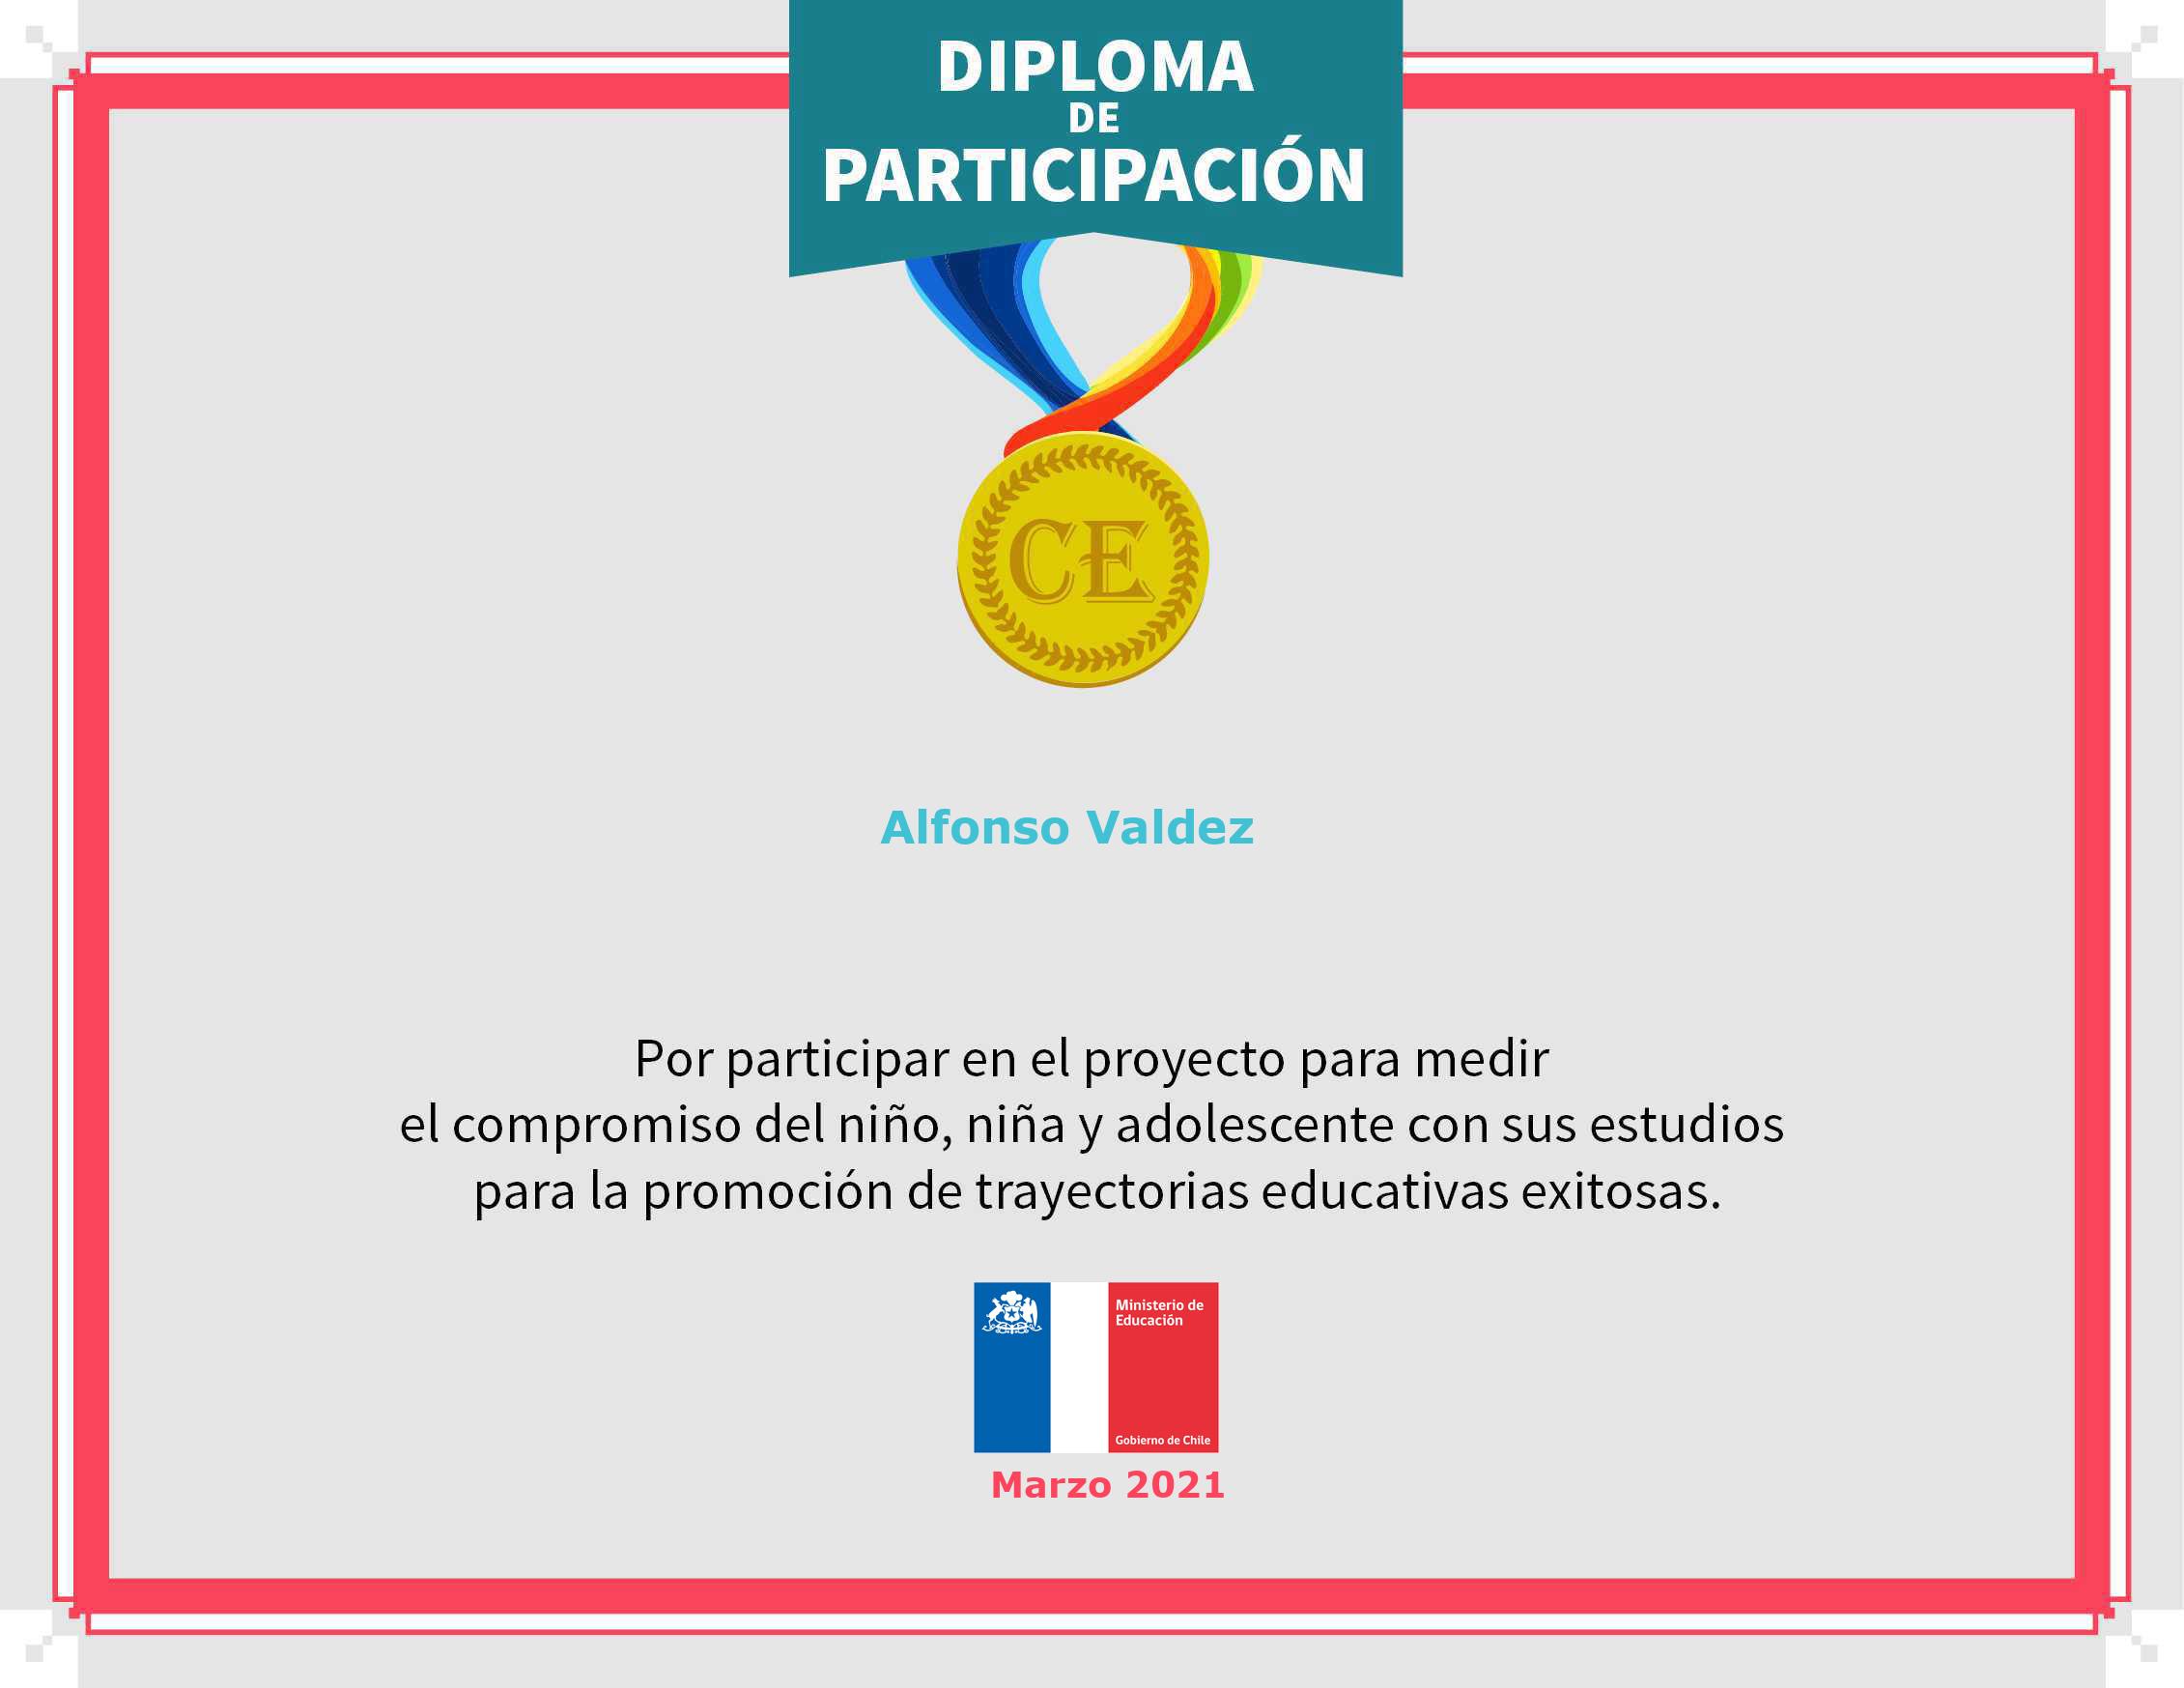 DIPLOMA
DE
PARTICIPACIÓN
CE
Alfonso Valdez
Por participar en el proyecto para medir
el compromiso del niño, niña y adolescente con sus estudios
para la promoción de trayectorias educativas exitosas.
Ministerio de
Educación
Gobierno de Chile
Marzo 2021